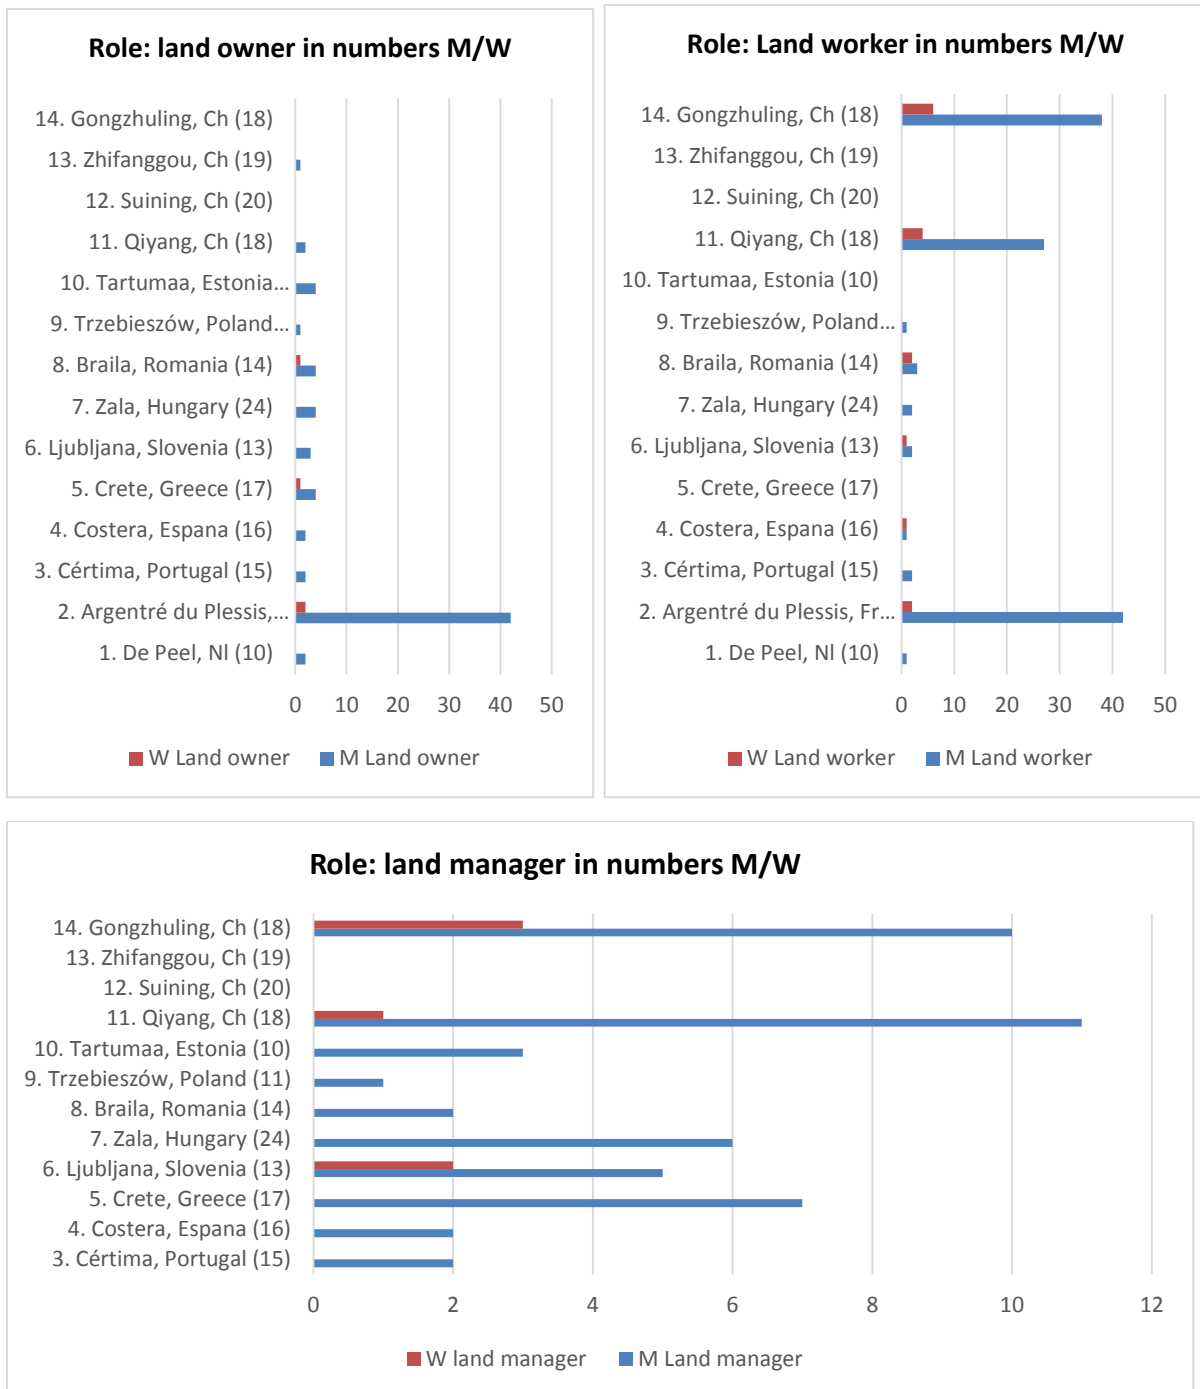 Role: land owner in numbers M/W
14. Gongzhuling, Ch (18)
13. Zhifanggou, Ch (19)
12. Suining, Ch (20)
11. Qiyang, Ch (18)
10. Tartumaa, Estonia...
9. Trzebieszów, Poland...
8. Braila, Romania (14)
7. Zala, Hungary (24)
6. Ljubljana, Slovenia (13)
5. Crete, Greece (17)
4. Costera, Espana (16)
3. Cértima, Portugal (15)
2. Argentré du Plessis,...
1. De Peel, Nl (10)
0 10 20 30 40 50
W Land owner M Land owner
Role: Land worker in numbers M/W
14. Gongzhuling, Ch (18)
13. Zhifanggou, Ch (19)
12. Suining, Ch (20)
11. Qiyang, Ch (18)
10. Tartumaa, Estonia (10)
9. Trzebieszów, Poland...
8. Braila, Romania (14)
7. Zala, Hungary (24)
6. Ljubljana, Slovenia (13)
5. Crete, Greece (17)
4. Costera, Espana (16)
3. Cértima, Portugal (15)
2. Argentré du Plessis, Fr...
1. De Peel, Nl (10)
0 10 20 30 40 50
W Land worker M Land worker
Role: land manager in numbers M/W
14. Gongzhuling, Ch (18)
13. Zhifanggou, Ch (19)
12. Suining, Ch (20)
11. Qiyang, Ch (18)
10. Tartumaa, Estonia (10)
9. Trzebieszów, Poland (11)
8. Braila, Romania (14)
7. Zala, Hungary (24)
6. Ljubljana, Slovenia (13)
5. Crete, Greece (17)
4. Costera, Espana (16)
3. Cértima, Portugal (15)
0 2 4 6 8 10 12
W land manager M Land manager